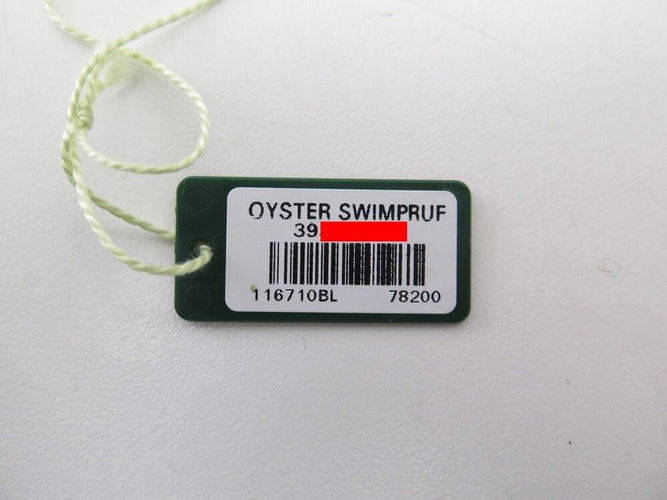 OYSTER SWIMPRUF
39
116710BL 78200